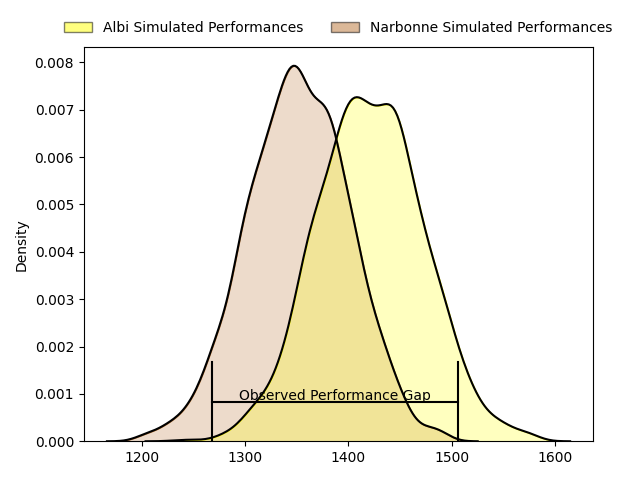 Albi Simulated Performances Narbonne Simulated Performances
0.008
0.007
0.006
0.005
0.004
0.003
0.002
0.001
0.000
Density
Observed Performance Gap
1200 1300 1400 1500 1600